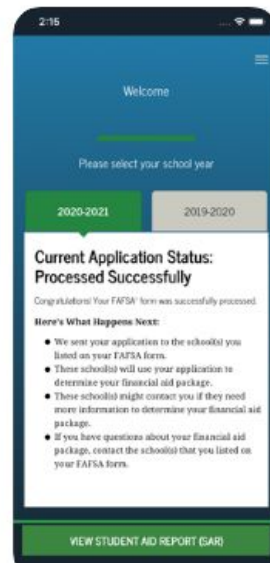 2:15
Welcome
Please select your school year
2020-2021
2019-2020
Current Application Status:
Processed Successfully
Congratulations! Your FAFSA® form was successfully processed.
Here's What Happens Next:
● We sent your application to the school(s) you
listed on your FAFSA form.
● These school(s) will use your application to
determine your financial aid package.
● These school(s) might contact you if they need
more information to determine your financial aid
package.
● If you have questions about your financial aid
package, contact the school(s) that you listed on
your FAFSA form.
VIEW STUDENT AID REPORT (SAR)